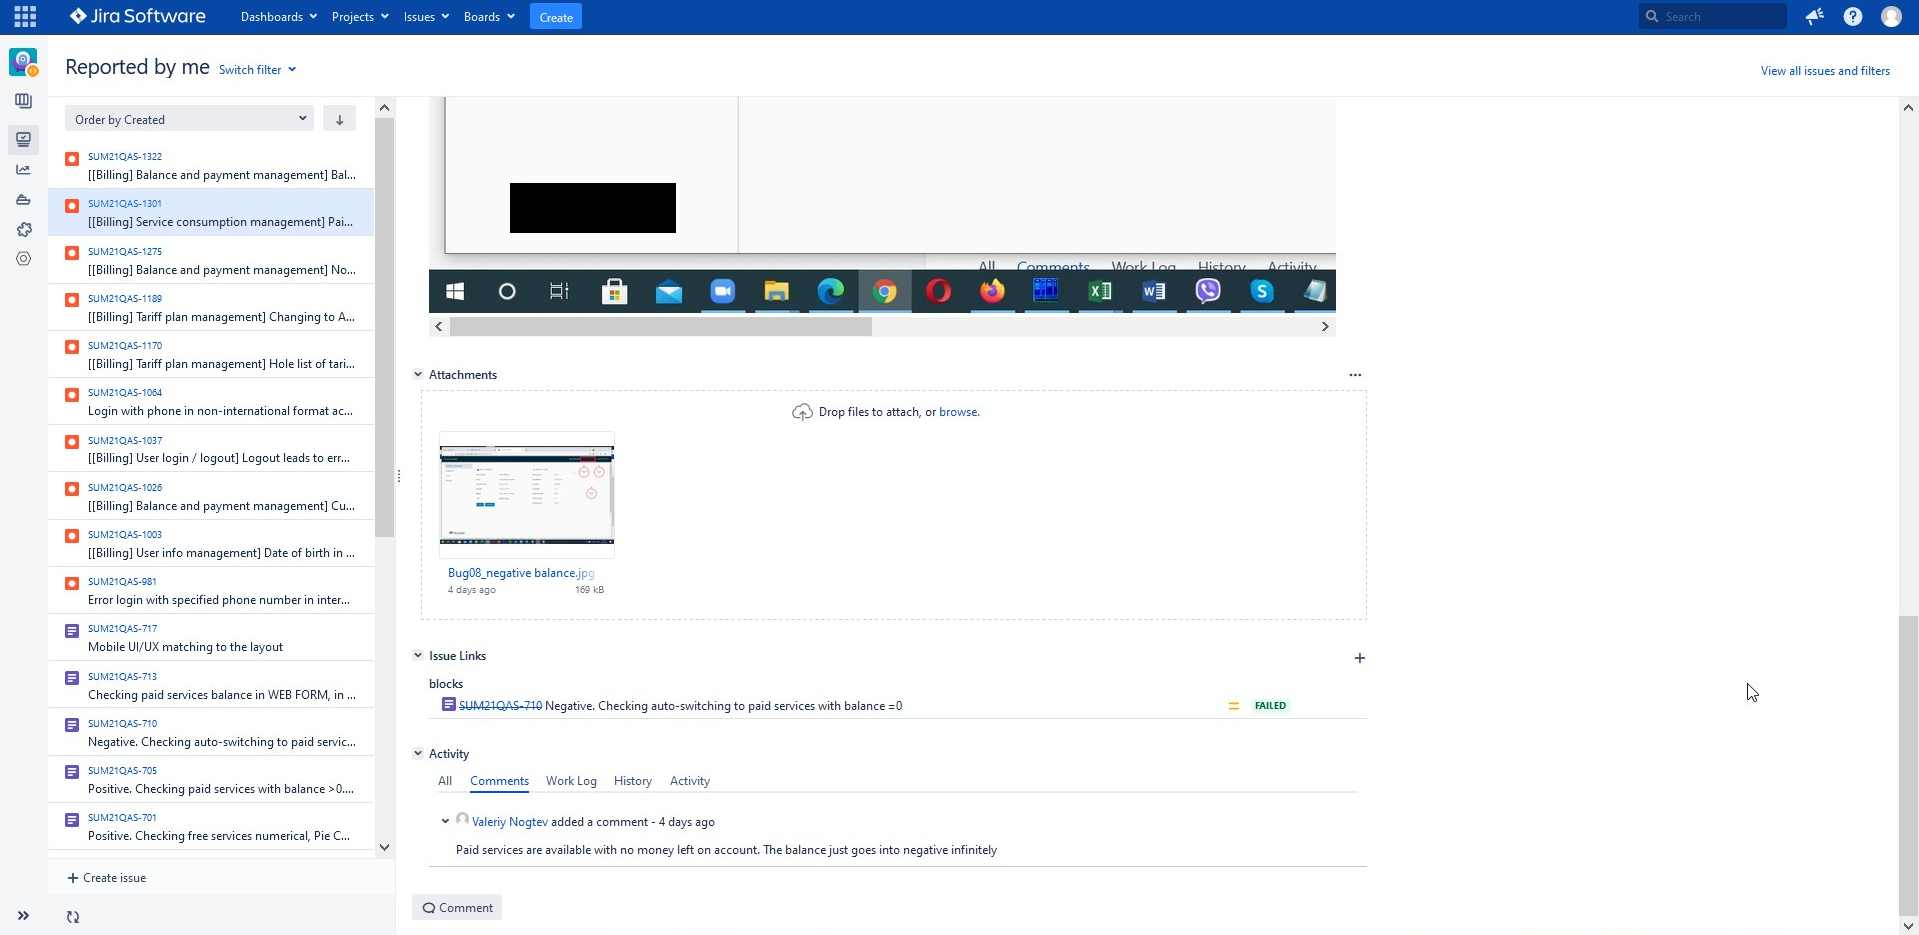 Jira Software Dashboards Projects Issues Boards Create Search
Reported by me Switch filter View all issues and filters
Order by Created
SUM21QAS-1322
[[Billing] Balance and payment management] Bal...
SUM21QAS-1301
[[Billing] Service consumption management] Pai...
SUM21QAS-1275
[[Billing] Balance and payment management] No...
SUM21QAS-1189
[[Billing] Tariff plan management] Changing to A...
SUM21QAS-1170
[[Billing] Tariff plan management] Hole list of tari...
SUM21QAS-1064
Login with phone in non-international format ac...
SUM21QAS-1037
[[Billing] User login / logout] Logout leads to erro...
SUM21QAS-1026
[[Billing] Balance and payment management] Cu...
SUM21QAS-1003
[[Billing] User info management] Date of birth in ...
SUM21QAS-981
Error login with specified phone number in inter...
SUM21QAS-717
Mobile UI/UX matching to the layout
SUM21QAS-713
Checking paid services balance in WEB FORM, in ...
SUM21QAS-710
Negative. Checking auto-switching to paid servic...
SUM21QAS-705
Positive. Checking paid services with balance >0....
SUM21QAS-701
Positive. Checking free services numerical, Pie C...
+ Create issue
All Comments Work Log History Activity
Attachments
Drop files to attach, or browse.
Bug08_negative balance.jpg
4 days ago 169 kB
Issue Links
blocks
SUM21QAS-710 Negative. Checking auto-switching to paid services with balance =0 FAILED
Activity
All Comments Work Log History Activity
Valeriy Nogtev added a comment - 4 days ago
Paid services are available with no money left on account. The balance just goes into negative infinitely
Comment